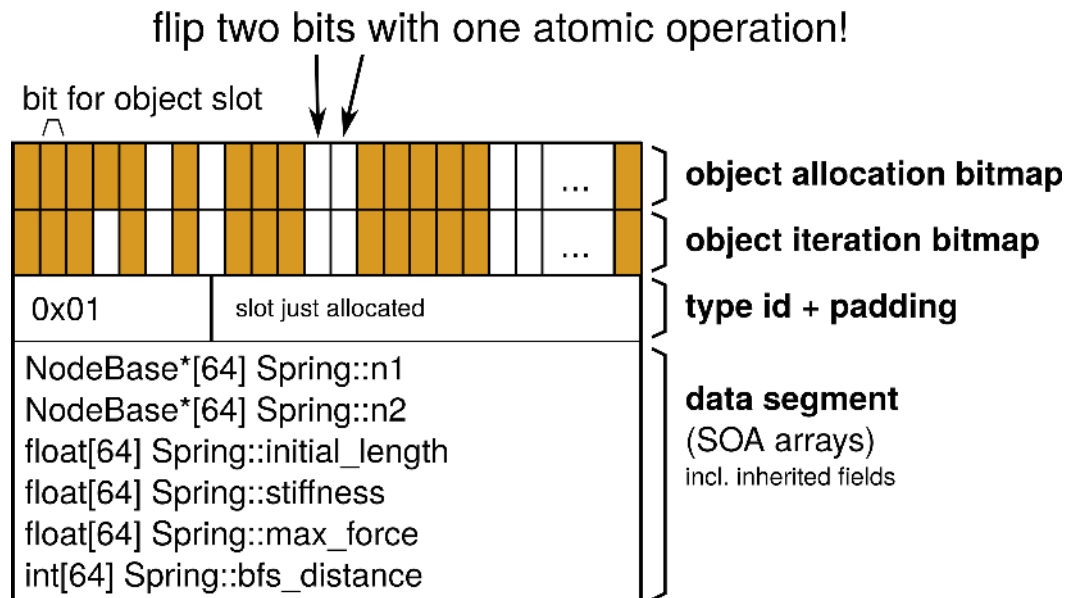 flip two bits with one atomic operation!
bit for object slot
... object allocation bitmap
... object iteration bitmap
0x01 slot just allocated type id + padding
NodeBase*[64] Spring::n1
NodeBase*[64] Spring::n2
float[64] Spring::initial_length
float[64] Spring::stiffness
float[64] Spring::max_force
int[64] Spring::bfs_distance
data segment
(SOA arrays)
incl. inherited fields